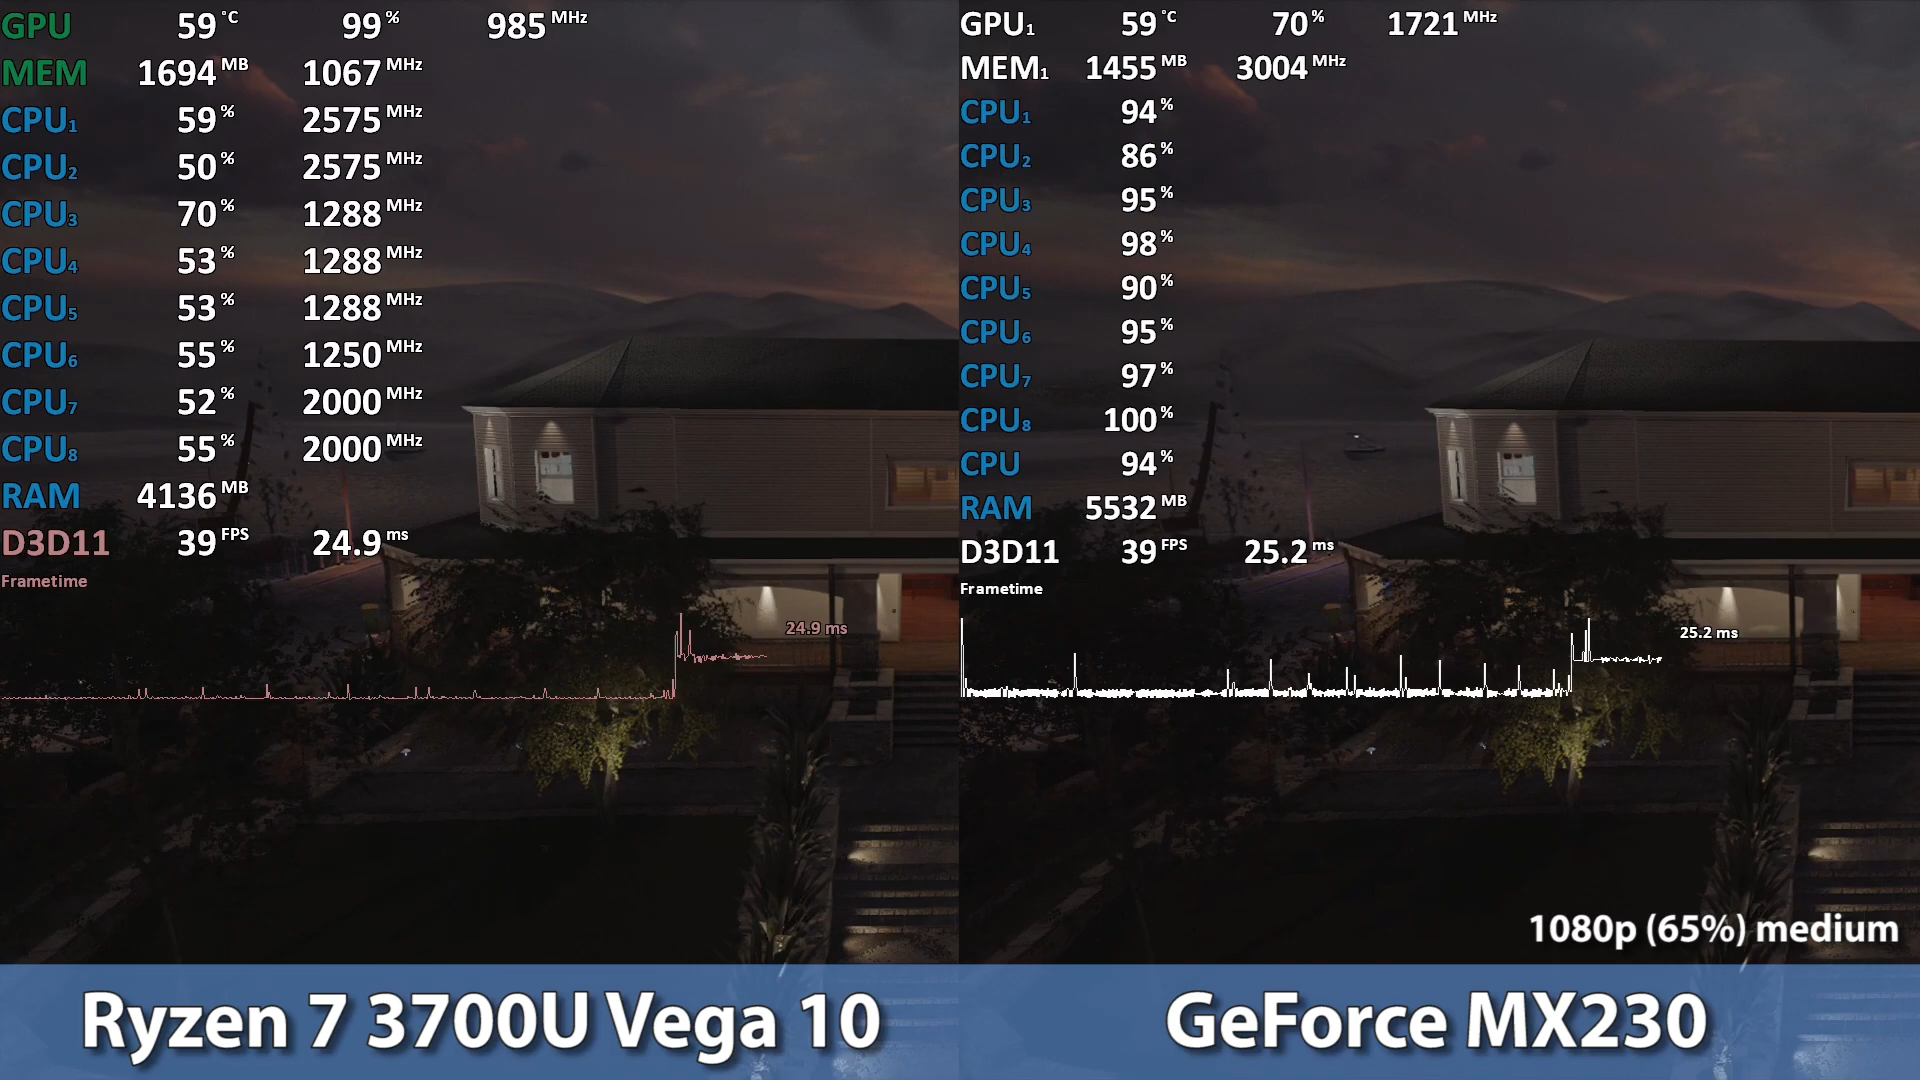 GPU 59 °C 99 % 985 MHz
MEM 1694 MB 1067 MHz
CPU1 59 % 2575 MHz
CPU2 50 % 2575 MHz
CPU3 70 % 1288 MHz
CPU4 53 % 1288 MHz
CPU5 53 % 1288 MHz
CPU6 55 % 1250 MHz
CPU7 52 % 2000 MHz
CPU8 55 % 2000 MHz
RAM 4136 MB
D3D11 39 FPS 24.9 ms
Frametime
24.9 ms
GPU1 59 °C 70 % 1721 MHz
MEM1 1455 MB 3004 MHz
CPU1 94 %
CPU2 86 %
CPU3 95 %
CPU4 98 %
CPU5 90 %
CPU6 95 %
CPU7 97 %
CPU8 100 %
CPU 94 %
RAM 5532 MB
D3D11 39 FPS 25.2 ms
Frametime
25.2 ms
1080p (65%) medium
Ryzen 7 3700U Vega 10
GeForce MX230